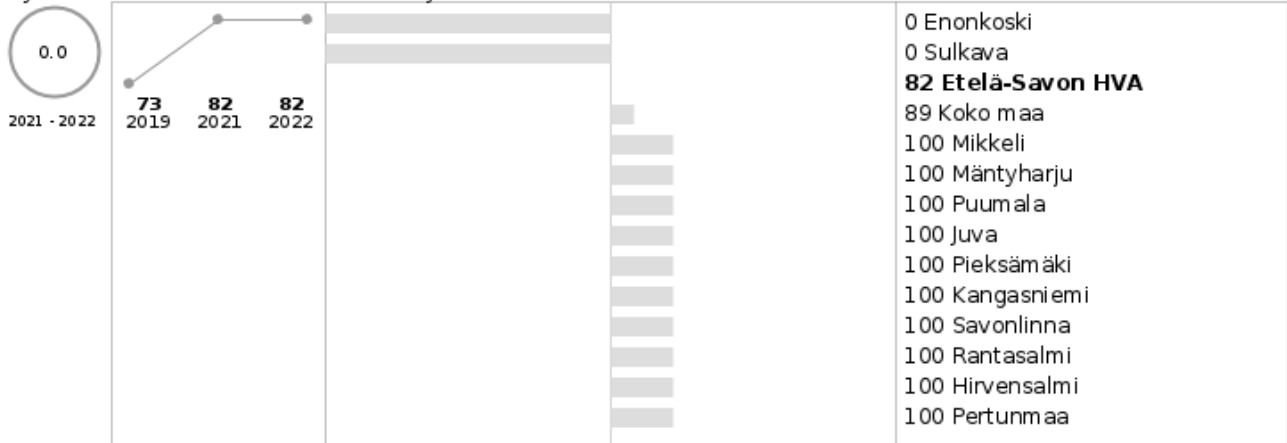 0.0
2021 - 2022
73 82 82
2019 2021 2022
0 Enonkoski
0 Sulkava
82 Etelä-Savon HVA
89 Koko maa
100 Mikkeli
100 Mäntyharju
100 Puumala
100 Juva
100 Pieksämäki
100 Kangasniemi
100 Savonlinna
100 Rantasalmi
100 Hirvensalmi
100 Pertunmaa